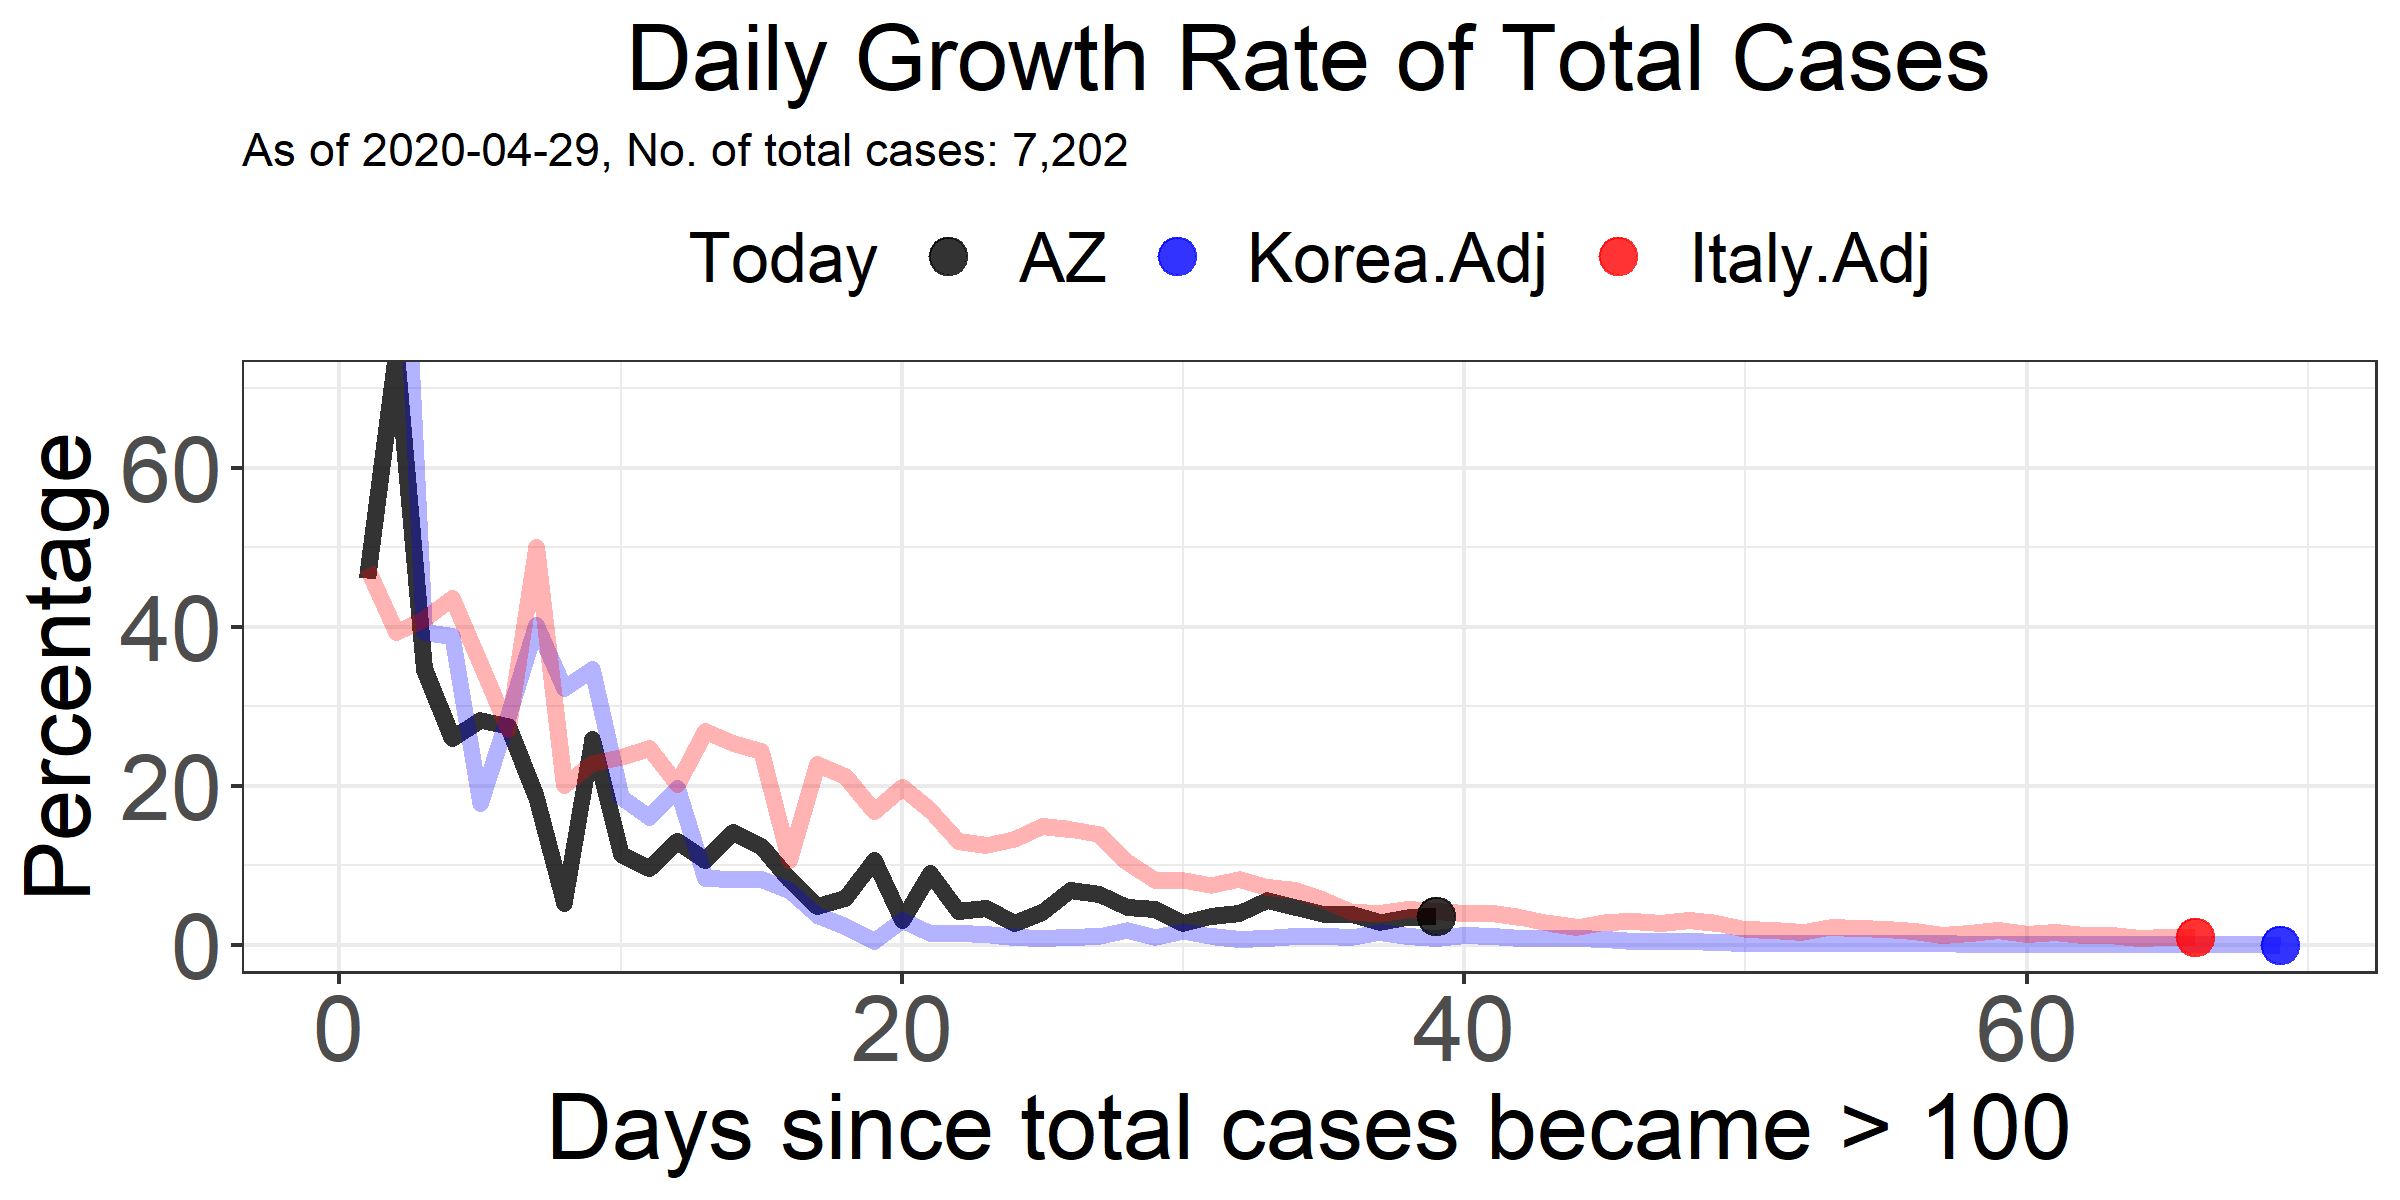 Daily Growth Rate of Total Cases
As of 2020-04-29, No. of total cases: 7,202
Today AZ Korea.Adj Italy.Adj
Percentage
60
40
20
0
0 20 40 60
Days since total cases became > 100